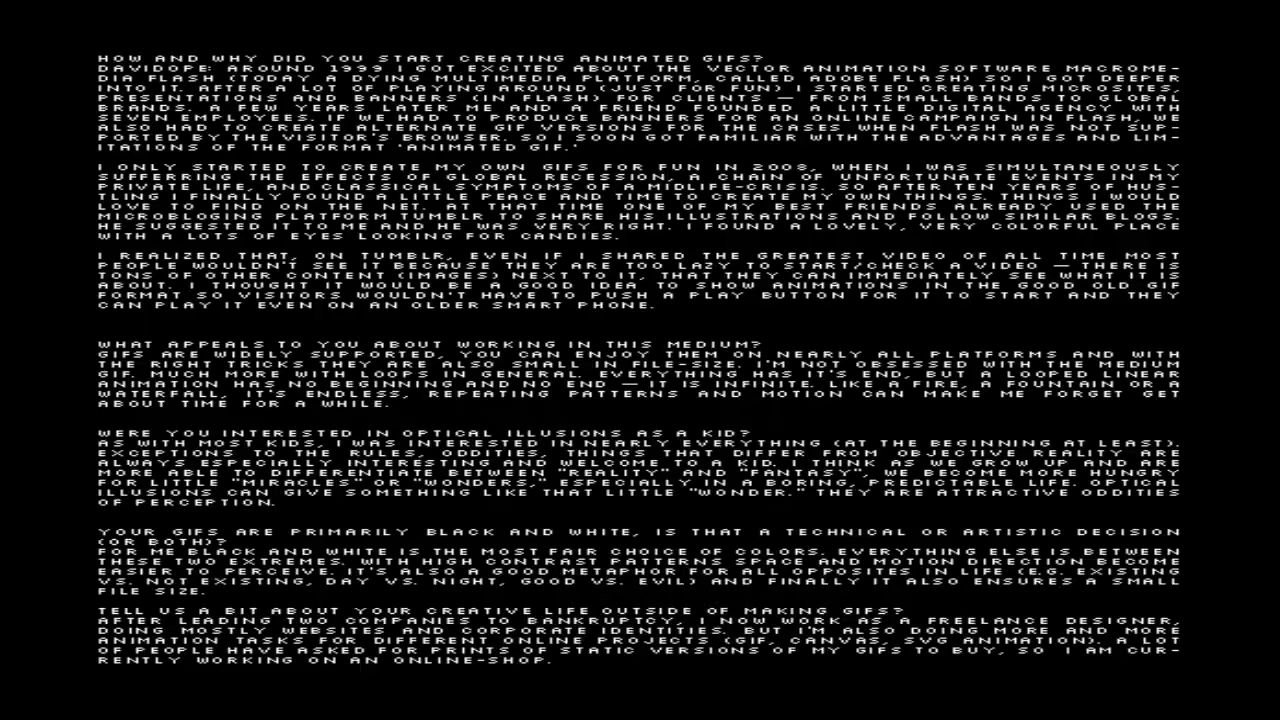 HOW AND WHY DID YOU START CREATING ANIMATED GIFS?
DAVIDOPE: AROUND 1999 I GOT EXCITED ABOUT THE VECTOR ANIMATION SOFTWARE MACROME-
DIA FLASH (TODAY A DYING MULTIMEDIA PLATFORM, CALLED ADOBE FLASH) SO I GOT DEEPER
INTO IT. AFTER A LOT OF PLAYING AROUND (JUST FOR FUN) I STARTED CREATING MICROSITES,
PRESENTATIONS AND BANNERS (IN FLASH) FOR CLIENTS — FROM SMALL BANDS TO GLOBAL
BRANDS. A FEW YEARS LATER ME AND A FRIEND FOUNDED A LITTLE DIGITAL AGENCY WITH
SEVEN EMPLOYEES. IF WE HAD TO PRODUCE BANNERS FOR AN ONLINE CAMPAIGN IN FLASH, WE
ALSO HAD TO CREATE ALTERNATE GIF VERSIONS FOR THE CASES WHEN FLASH WAS NOT SUP-
PORTED BY THE VISITOR'S BROWSER. SO I SOON GOT FAMILIAR WITH THE ADVANTAGES AND LIM-
ITATIONS OF THE FORMAT 'ANIMATED GIF.'
I ONLY STARTED TO CREATE MY OWN GIFS FOR FUN IN 2008, WHEN I WAS SIMULTANEOUSLY
SUFFERRING THE EFFECTS OF GLOBAL RECESSION, A CHAIN OF UNFORTUNATE EVENTS IN MY
PRIVATE LIFE, AND CLASSICAL SYMPTOMS OF A MIDLIFE-CRISIS. SO AFTER TEN YEARS OF HUS-
TLING I FINALLY FOUND A LITTLE PEACE AND TIME TO CREATE MY OWN THINGS. THINGS I WOULD
LOVE TO FIND ON THE NET. AT THAT TIME ONE OF MY BEST FRIENDS ALREADY USED THE
MICROBLOGING PLATFORM TUMBLR TO SHARE HIS ILLUSTRATIONS AND FOLLOW SIMILAR BLOGS.
HE SUGGESTED IT TO ME AND HE WAS VERY RIGHT. I FOUND A LOVELY, VERY COLORFUL PLACE
WITH A LOTS OF EYES LOOKING FOR CANDIES.
I REALIZED THAT, ON TUMBLR, EVEN IF I SHARED THE GREATEST VIDEO OF ALL TIME MOST
PEOPLE WOULDN'T SEE IT BECAUSE THEY ARE TOO LAZY TO START/CHECK A VIDEO — THERE IS
TONS OF OTHER CONTENT (IMAGES) NEXT TO IT, THAT THEY CAN IMMEDIATELY SEE WHAT IT IS
ABOUT. I THOUGHT IT WOULD BE A GOOD IDEA TO SHOW ANIMATIONS IN THE GOOD OLD GIF
FORMAT SO VISITORS WOULDN'T HAVE TO PUSH A PLAY BUTTON FOR IT TO START AND THEY
CAN PLAY IT EVEN ON AN OLDER SMART PHONE.
WHAT APPEALS TO YOU ABOUT WORKING IN THIS MEDIUM?
GIFS ARE WIDELY SUPPORTED, YOU CAN ENJOY THEM ON NEARLY ALL PLATFORMS AND WITH
THE RIGHT TRICKS THEY ARE ALSO SMALL IN FILE-SIZE. I'M NOT OBSESSED WITH THE MEDIUM
GIF. MUCH MORE WITH LOOPS IN GENERAL. EVERYTHING HAS IT'S END, BUT A LOOPED LINEAR
ANIMATION HAS NO BEGINNING AND NO END — IT IS INFINITE. LIKE A FIRE, A FOUNTAIN OR A
WATERFALL, IT'S ENDLESS, REPEATING PATTERNS AND MOTION CAN MAKE ME FORGET GET
ABOUT TIME FOR A WHILE.
WERE YOU INTERESTED IN OPTICAL ILLUSIONS AS A KID?
AS WITH MOST KIDS, I WAS INTERESTED IN NEARLY EVERYTHING (AT THE BEGINNING AT LEAST).
EXCEPTIONS TO THE RULES, ODDITIES, THINGS THAT DIFFER FROM OBJECTIVE REALITY ARE
ALWAYS ESPECIALLY INTERESTING AND WELCOME TO A KID. I THINK AS WE GROW UP AND ARE
MORE ABLE TO DIFFERENTIATE BETWEEN "REALITY" AND "FANTASY", WE BECOME MORE HUNGRY
FOR LITTLE "MIRACLES" OR "WONDERS," ESPECIALLY IN A BORING, PREDICTABLE LIFE. OPTICAL
ILLUSIONS CAN GIVE SOMETHING LIKE THAT LITTLE "WONDER." THEY ARE ATTRACTIVE ODDITIES
OF PERCEPTION.
YOUR GIFS ARE PRIMARILY BLACK AND WHITE, IS THAT A TECHNICAL OR ARTISTIC DECISION
(OR BOTH)?
FOR ME BLACK AND WHITE IS THE MOST FAIR CHOICE OF COLORS. EVERYTHING ELSE IS BETWEEN
THESE TWO EXTREMES. WITH HIGH CONTRAST PATTERNS SPACE AND MOTION DIRECTION BECOME
EASIER TO PERCEIVE. IT'S ALSO A GOOD METAPHOR FOR ALL OPPOSITES IN LIFE (E.G. EXISTING
VS. NOT EXISTING, DAY VS. NIGHT, GOOD VS. EVIL) AND FINALLY IT ALSO ENSURES A SMALL
FILE SIZE.
TELL US A BIT ABOUT YOUR CREATIVE LIFE OUTSIDE OF MAKING GIFS?
AFTER LEADING TWO COMPANIES TO BANKRUPTCY, I NOW WORK AS A FREELANCE DESIGNER,
DOING MOSTLY WEBSITES AND CORPORATE IDENTITIES. BUT I'M ALSO DOING MORE AND MORE
ANIMATION TASKS FOR DIFFERENT ONLINE PROJECTS (GIF, CANVAS, SVG ANIMATION). A LOT
OF PEOPLE HAVE ASKED FOR PRINTS OF STATIC VERSIONS OF MY GIFS TO BUY, SO I AM CUR-
RENTLY WORKING ON AN ONLINE-SHOP.